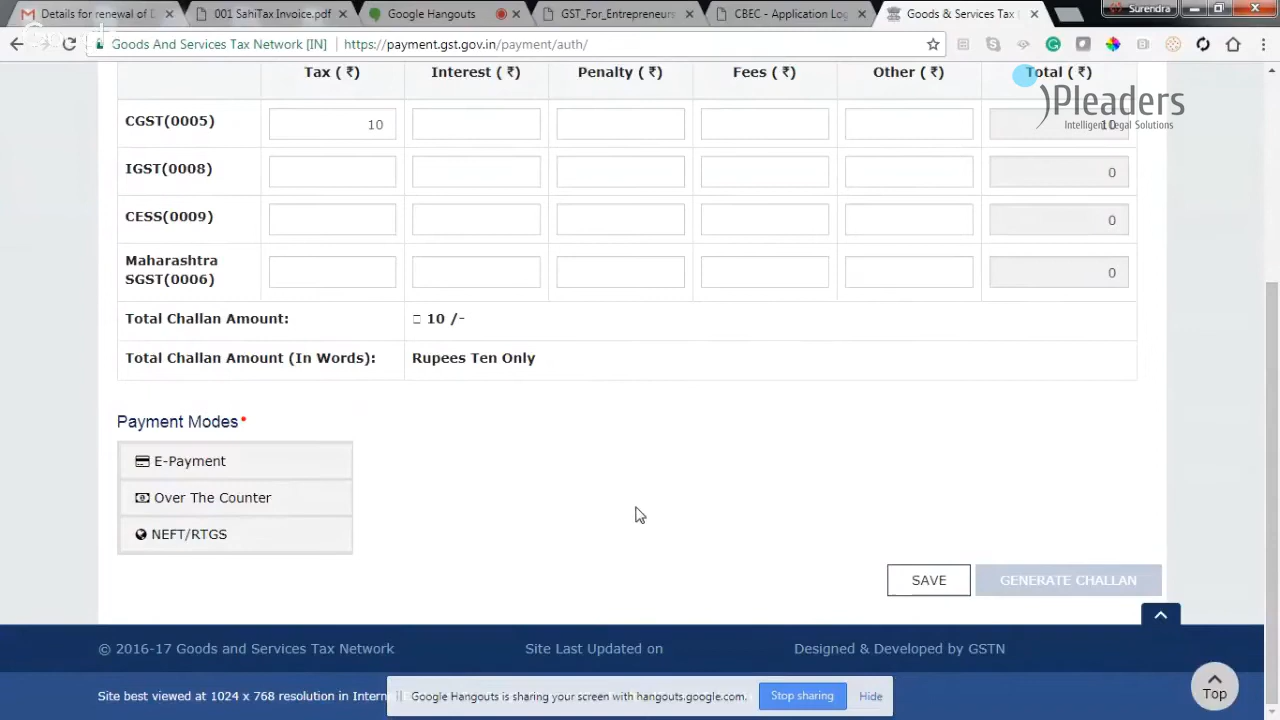 Details for renewal of D
001 SahiTax Invoice.pdf
Google Hangouts
GST_For_Entrepreneurs
CBEC - Application Log
Goods & Services Tax
Surendra
Goods And Services Tax Network [IN]
https://payment.gst.gov.in/payment/auth/
Tax ( ₹) Interest ( ₹) Penalty ( ₹) Fees ( ₹) Other ( ₹) Total ( ₹)
iPleaders
Intelligent Legal Solutions
CGST(0005) 10 10
IGST(0008) 0
CESS(0009) 0
Maharashtra
SGST(0006) 0
Total Challan Amount: 10 /-
Total Challan Amount (In Words): Rupees Ten Only
Payment Modes*
E-Payment
Over The Counter
NEFT/RTGS
SAVE GENERATE CHALLAN
© 2016-17 Goods and Services Tax Network Site Last Updated on Designed & Developed by GSTN
Site best viewed at 1024 x 768 resolution in Intern
Google Hangouts is sharing your screen with hangouts.google.com. Stop sharing Hide
Top